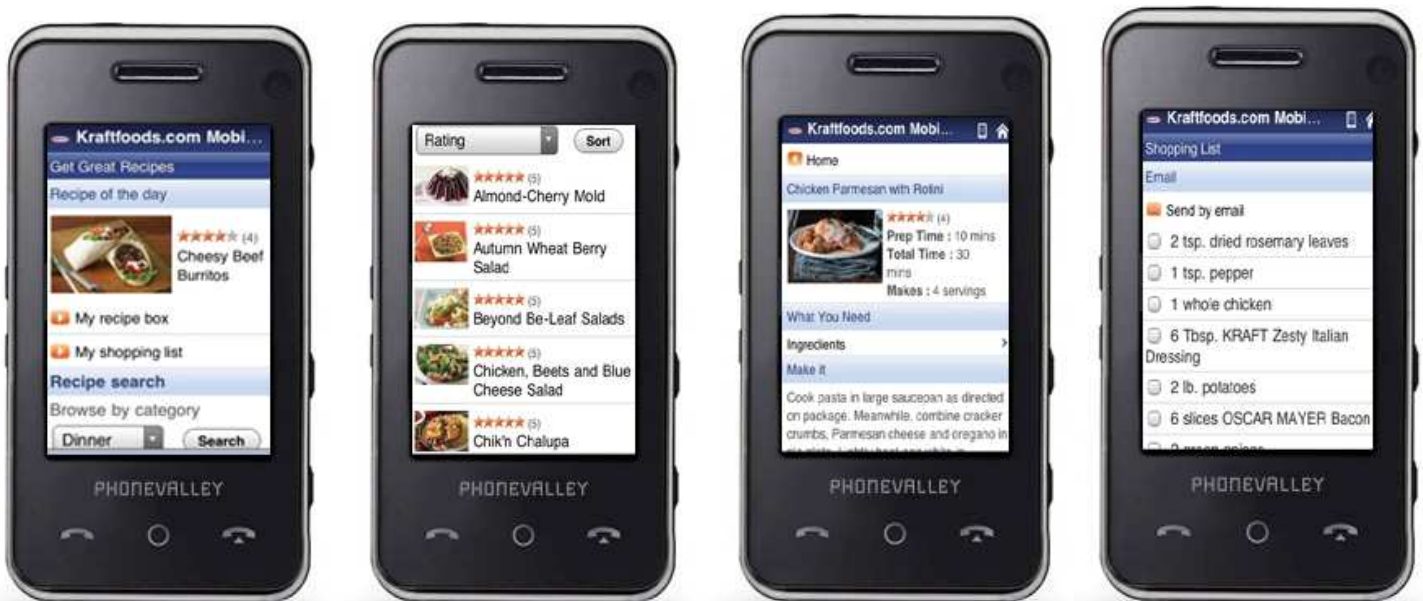 Kraftfoods.com Mobi...
Get Great Recipes
Recipe of the day
(4)
Cheesy Beef
Burritos
My recipe box
My shopping list
Recipe search
Browse by category
Dinner
Search
PHONEVALLEY
Rating
Sort
(5)
Almond-Cherry Mold
(5)
Autumn Wheat Berry
Salad
(5)
Beyond Be-Leaf Salads
(5)
Chicken, Beets and Blue
Cheese Salad
(5)
Chik'n Chalupa
PHONEVALLEY
Kraftfoods.com Mobi...
Home
Chicken Parmesan with Rotini
(4)
Prep Time : 10 mins
Total Time : 30
mins
Makes : 4 servings
What You Need
Ingredients
Make it
Cook pasta in large saucepan as directed
on package. Meanwhile, combine cracker
crumbs, Parmesan cheese and oregano in
PHONEVALLEY
Kraftfoods.com Mobi...
Shopping List
Email
Send by email
2 tsp. dried rosemary leaves
1 tsp. pepper
1 whole chicken
6 Tbsp. KRAFT Zesty Italian
Dressing
2 lb. potatoes
6 slices OSCAR MAYER Bacon
PHONEVALLEY